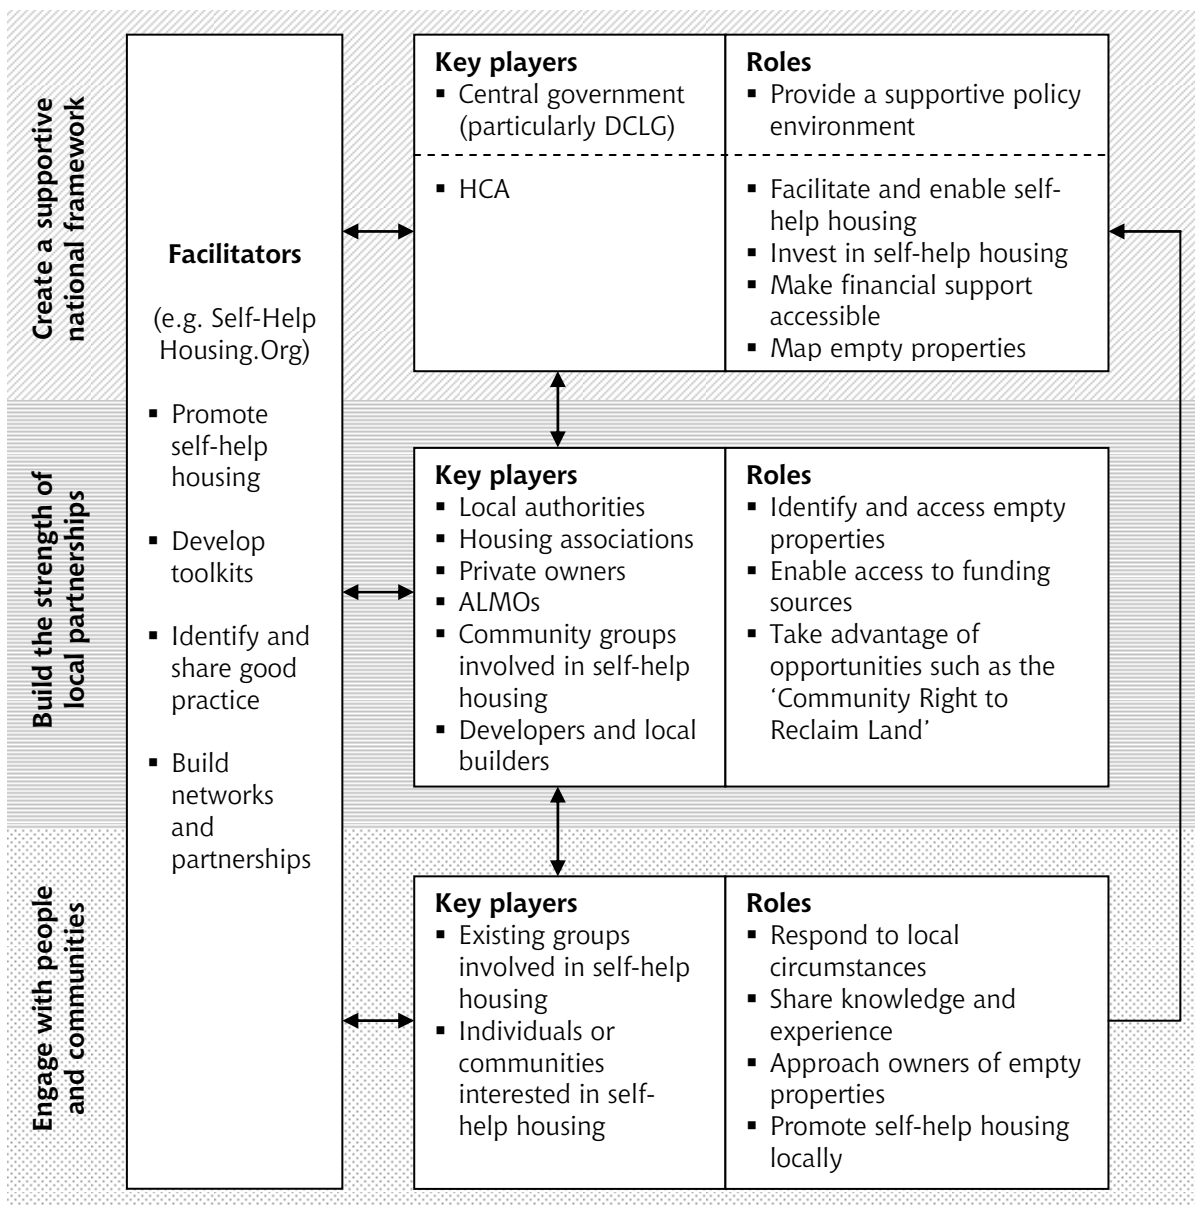 Create a supportive
national framework
Build the strength of
local partnerships
Engage with people
and communities
Facilitators
(e.g. Self-Help
Housing.Org)
▪ Promote
self-help
housing
▪ Develop
toolkits
▪ Identify and
share good
practice
▪ Build
networks
and
partnerships
Key players
▪ Central government
(particularly DCLG)
▪ HCA
Roles
▪ Provide a supportive policy
environment
▪ Facilitate and enable self-
help housing
▪ Invest in self-help housing
▪ Make financial support
accessible
▪ Map empty properties
Key players
▪ Local authorities
▪ Housing associations
▪ Private owners
▪ ALMOs
▪ Community groups
involved in self-help
housing
▪ Developers and local
builders
Roles
▪ Identify and access empty
properties
▪ Enable access to funding
sources
▪ Take advantage of
opportunities such as the
‘Community Right to
Reclaim Land’
Key players
▪ Existing groups
involved in self-help
housing
▪ Individuals or
communities
interested in self-
help housing
Roles
▪ Respond to local
circumstances
▪ Share knowledge and
experience
▪ Approach owners of empty
properties
▪ Promote self-help housing
locally